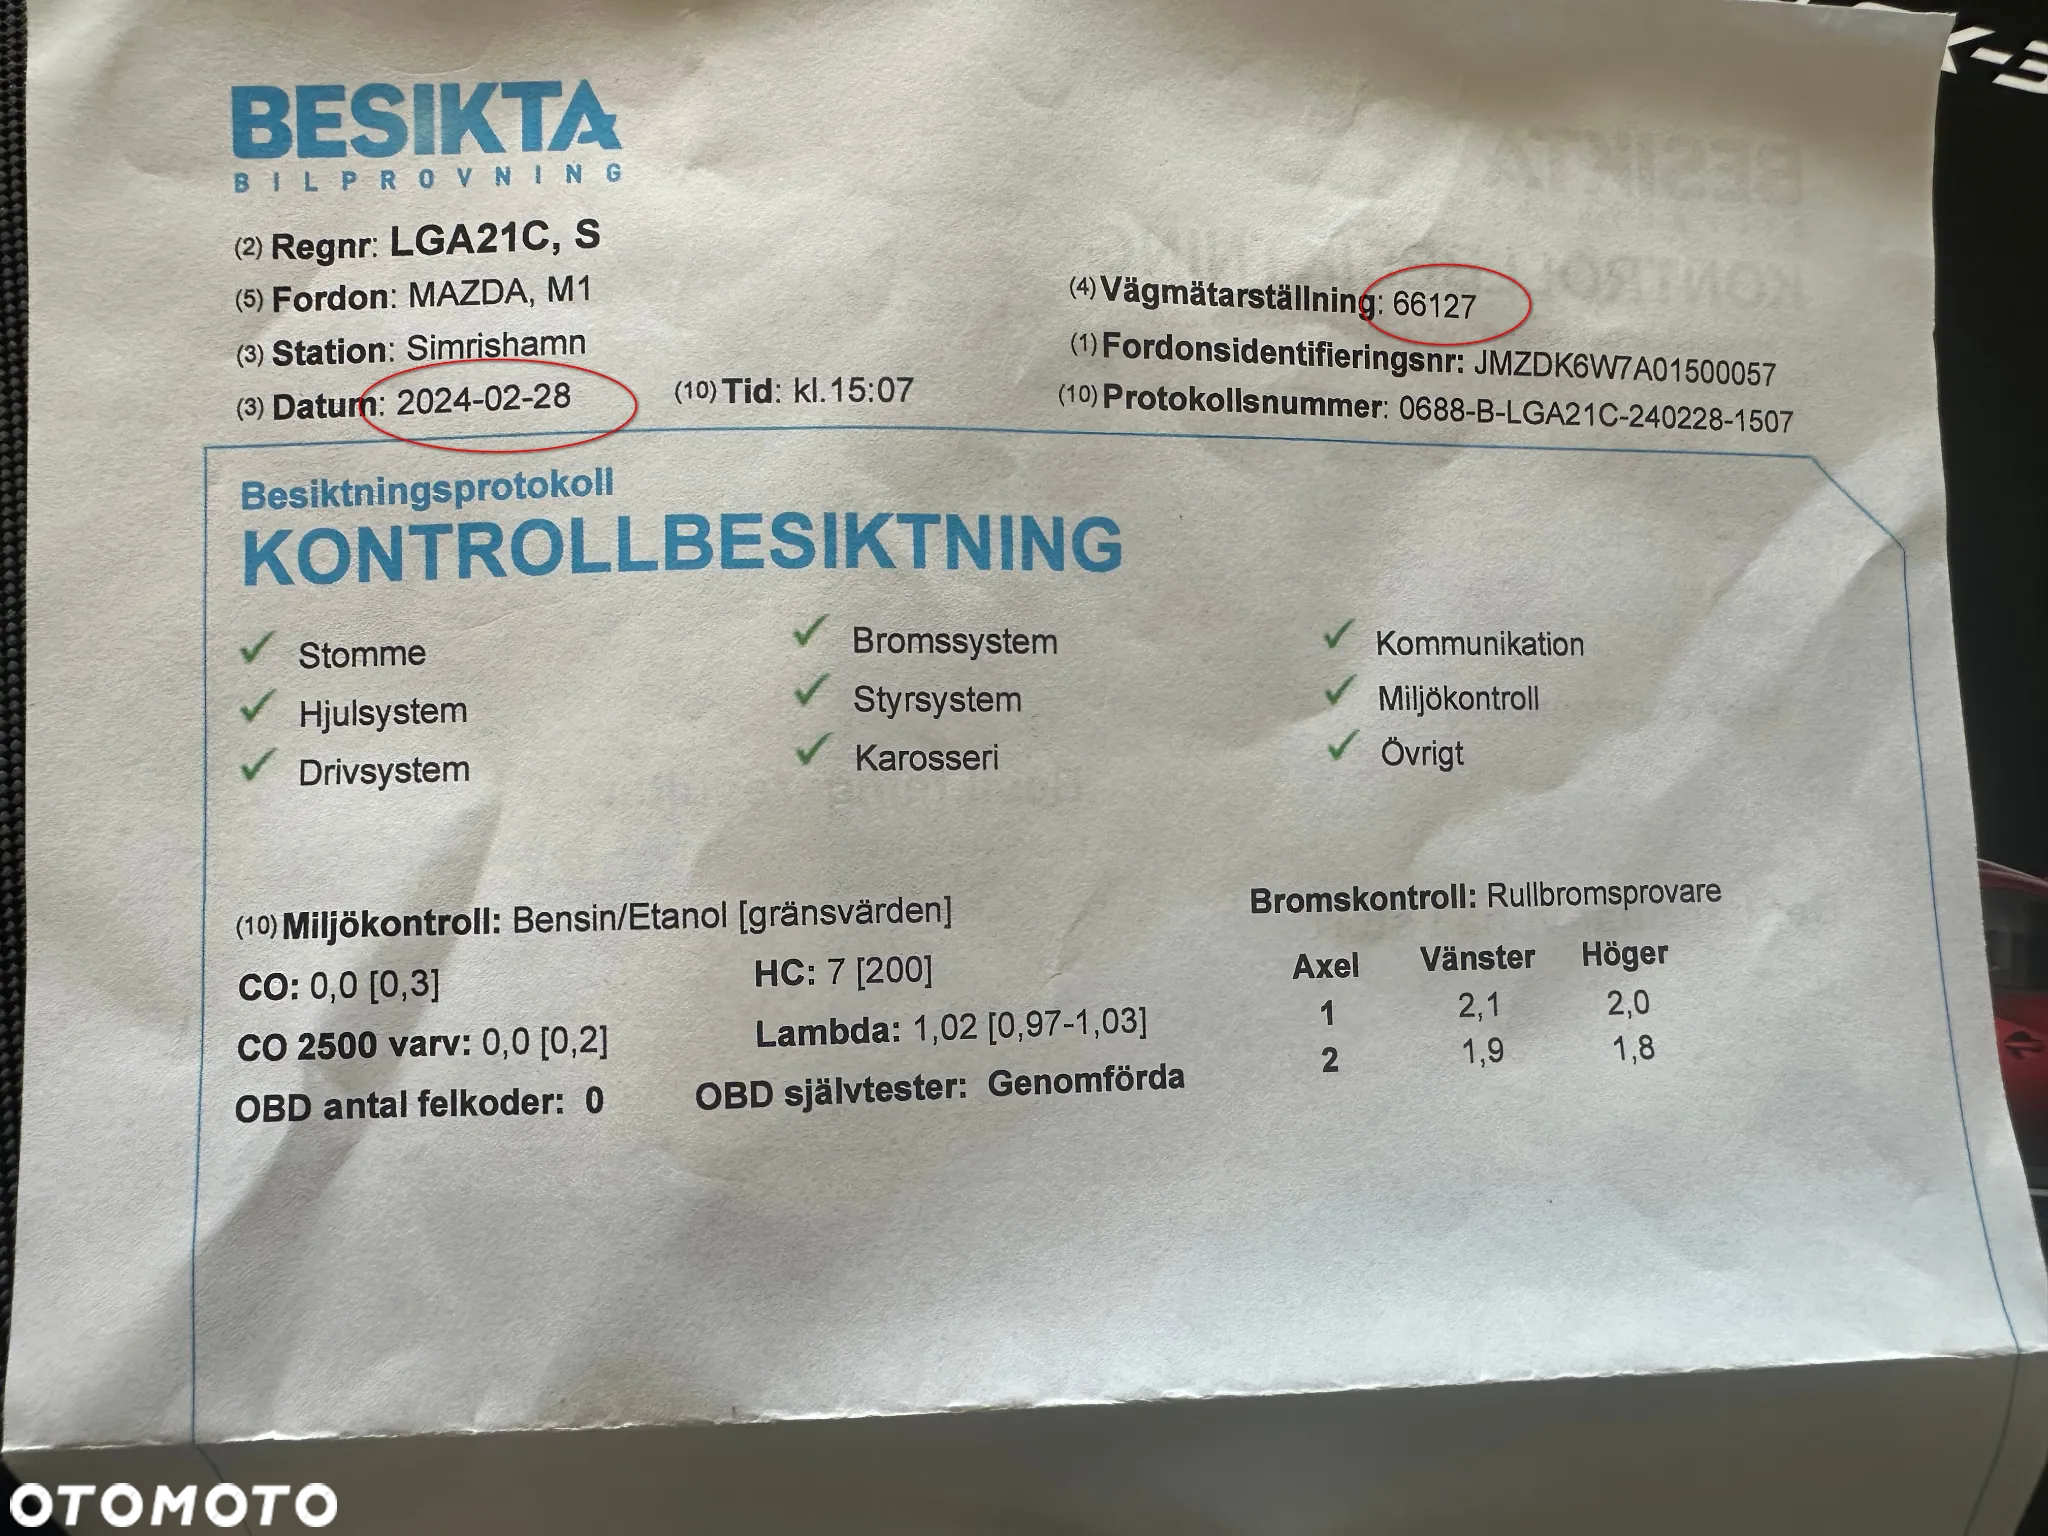 BESIKTA
BILPROVNING
(2) Regnr: LGA21C, S
(5) Fordon: MAZDA, M1
(3) Station: Simrishamn
(3) Datum: 2024-02-28 (10) Tid: kl.15:07
(4) Vägmätarställning: 66127
(1) Fordonsidentifieringsnr: JMZDK6W7A01500057
(10) Protokollsnummer: 0688-B-LGA21C-240228-1507
Besiktningsprotokoll
KONTROLLBESIKTNING
Stomme
Hjulsystem
Drivsystem
Bromssystem
Styrsystem
Karosseri
Kommunikation
Miljökontroll
Övrigt
(10) Miljökontroll: Bensin/Etanol [gränsvärden]
CO: 0,0 [0,3] HC: 7 [200]
CO 2500 varv: 0,0 [0,2] Lambda: 1,02 [0,97-1,03]
OBD antal felkoder: 0 OBD självtester: Genomförda
Bromskontroll: Rullbromsprovare
Axel Vänster Höger
1 2,1 2,0
2 1,9 1,8
OTOMOTO